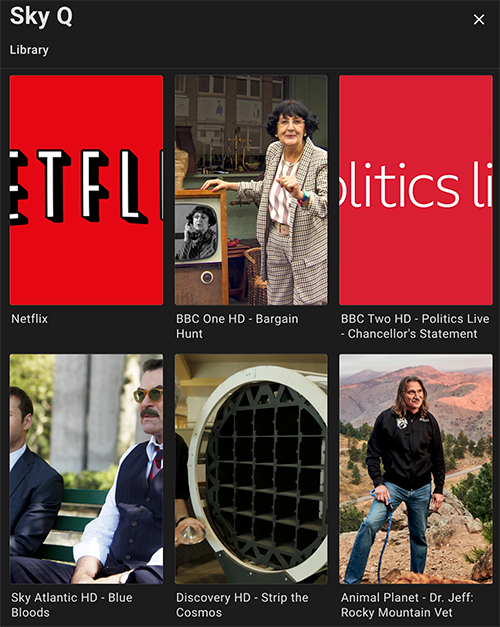 Sky Q
Library
ETFLI
olitics li
Netflix
BBC One HD - Bargain
Hunt
BBC Two HD - Politics Live
- Chancellor's Statement
Sky Atlantic HD - Blue
Bloods
Discovery HD - Strip the
Cosmos
Animal Planet - Dr. Jeff:
Rocky Mountain Vet